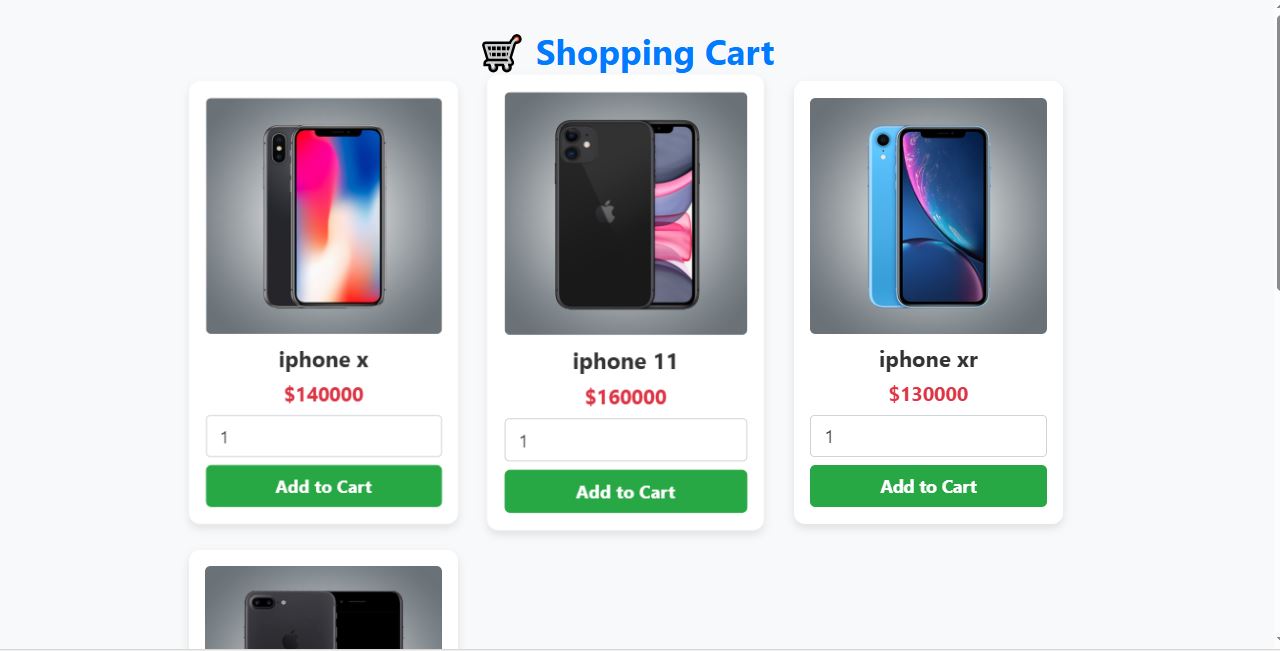 Shopping Cart
iphone x
$140000
1
Add to Cart
iphone 11
$160000
1
Add to Cart
iphone xr
$130000
1
Add to Cart